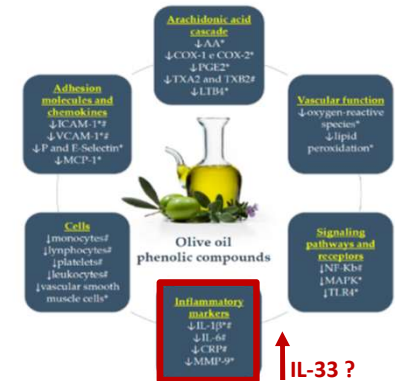 Arachidonic acid
cascade
↓AA*
↓COX-1 e COX-2*
↓PGE2*
↓TXA2 and TXB2#
↓LTB4*
Adhesion
molecules and
chemokines
↓ICAM-1*#
↓VCAM-1*#
↓P and E-Selectin*
↓MCP-1*
Vascular function
↓oxygen-reactive
species*
↓lipid
peroxidation*
Cells
↓monocytes#
↓lymphocytes#
↓platelets#
↓leukocytes#
↓vascular smooth
muscle cells*
Olive oil
phenolic compounds
Signaling
pathways and
receptors
↓NF-Kb#
↓MAPK*
↓TLR4*
Inflammatory
markers
↓IL-1β*#
↓IL-6#
↓CRP#
↓MMP-9*
IL-33 ?